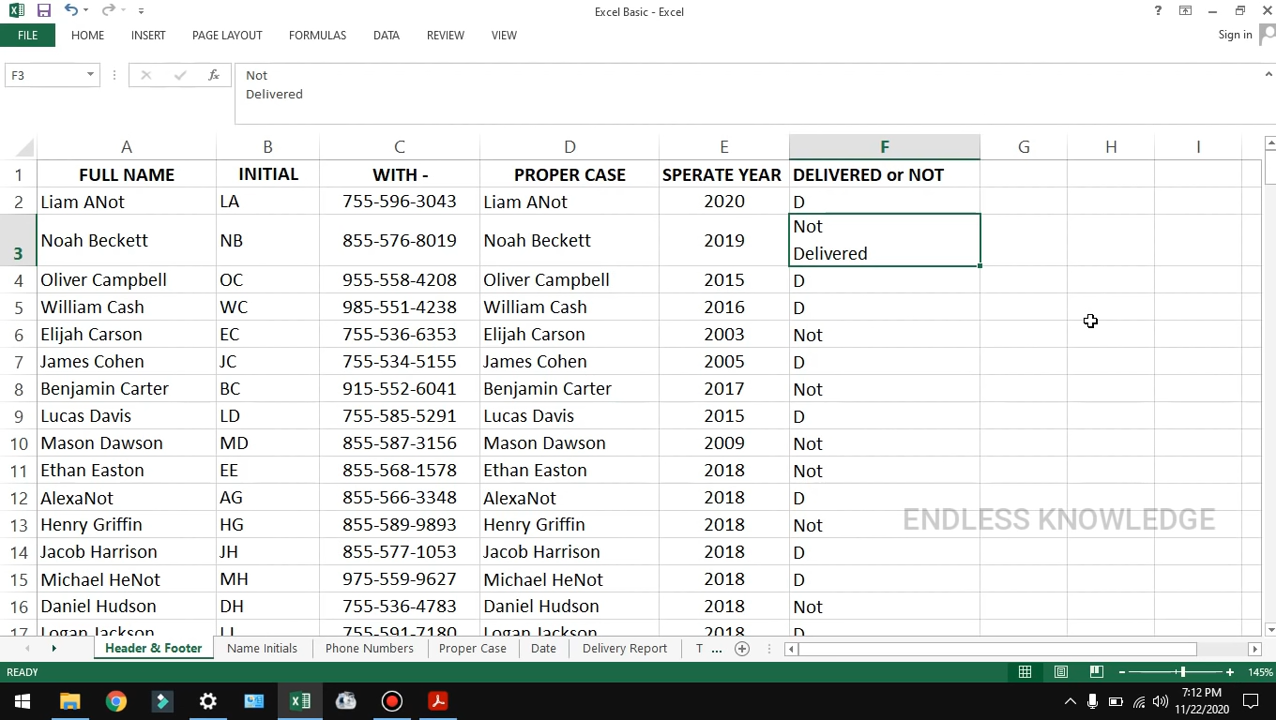 Excel Basic - Excel
?
FILE HOME INSERT PAGE LAYOUT FORMULAS DATA REVIEW VIEW Sign in
F3 fx Not
Delivered
A B C D E F G H I
1 FULL NAME INITIAL WITH - PROPER CASE SPERATE YEAR DELIVERED or NOT
2 Liam ANot LA 755-596-3043 Liam ANot 2020 D
3 Noah Beckett NB 855-576-8019 Noah Beckett 2019 Not
Delivered
4 Oliver Campbell OC 955-558-4208 Oliver Campbell 2015 D
5 William Cash WC 985-551-4238 William Cash 2016 D
6 Elijah Carson EC 755-536-6353 Elijah Carson 2003 Not
7 James Cohen JC 755-534-5155 James Cohen 2005 D
8 Benjamin Carter BC 915-552-6041 Benjamin Carter 2017 Not
9 Lucas Davis LD 755-585-5291 Lucas Davis 2015 D
10 Mason Dawson MD 855-587-3156 Mason Dawson 2009 Not
11 Ethan Easton EE 855-568-1578 Ethan Easton 2018 Not
12 AlexaNot AG 855-566-3348 AlexaNot 2018 D
13 Henry Griffin HG 855-589-9893 Henry Griffin 2018 Not
ENDLESS KNOWLEDGE
14 Jacob Harrison JH 855-577-1053 Jacob Harrison 2018 D
15 Michael HeNot MH 975-559-9627 Michael HeNot 2018 D
16 Daniel Hudson DH 755-536-4783 Daniel Hudson 2018 Not
17 Logan Jackson LJ 755-591-7180 Logan Jackson 2018 D
Header & Footer Name Initials Phone Numbers Proper Case Date Delivery Report T ...
READY 145%
7:12 PM
11/22/2020